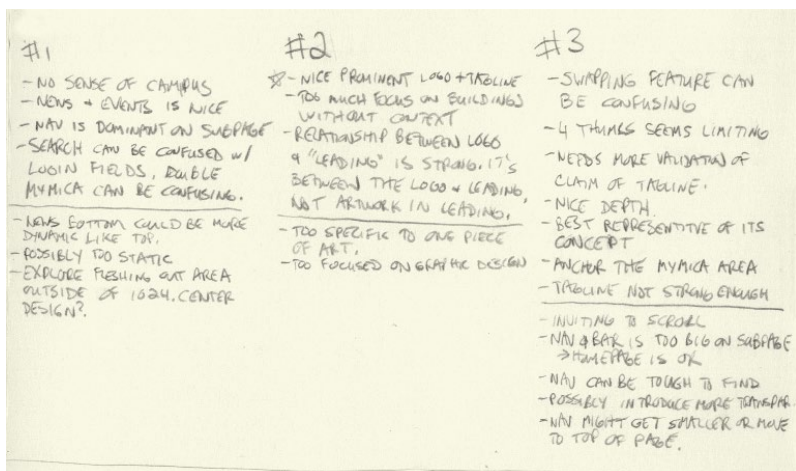 #1
- NO SENSE OF CAMPUS
- NEWS + EVENTS IS NICE
- NAV IS DOMINANT ON SUBPAGE
- SEARCH CAN BE CONFUSED W/
LOGIN FIELDS, DOUBLE
MYMICA CAN BE CONFUSING.
- NEWS BOTTOM COULD BE MORE
DYNAMIC LIKE TOP.
- POSSIBLY TOO STATIC
- EXPLORE FLESHING OUT AREA
OUTSIDE OF 1024. CENTER
DESIGN?
#2
☆ - NICE PROMINENT LOGO + TAGLINE
- TOO MUCH FOCUS ON BUILDINGS
WITHOUT CONTEXT
- RELATIONSHIP BETWEEN LOGO
& "LEADING" IS STRONG. IT'S
BETWEEN THE LOGO & LEADING,
NOT ARTWORK IN LEADING.
- TOO SPECIFIC TO ONE PIECE
OF ART.
- TOO FOCUSED ON GRAPHIC DESIGN
#3
- SWAPPING FEATURE CAN
BE CONFUSING
- 4 THUMBS SEEMS LIMITING
- NEEDS MORE VALIDATION OF
CLAIM OF TAGLINE.
- NICE DEPTH.
- BEST REPRESENTITVE OF ITS
CONCEPT
- ANCHOR THE MYMICA AREA
- TAGLINE NOT STRONG ENOUGH
- INVITING TO SCROLL
- NAV & BAR IS TOO BIG ON SUBPAGE
→ HOMEPAGE IS OK
- NAV CAN BE TOUGH TO FIND
- POSSIBLY INTRODUCE MORE TRANSPAR.
- NAV MIGHT GET SMALLER OR MOVE
TO TOP OF PAGE.